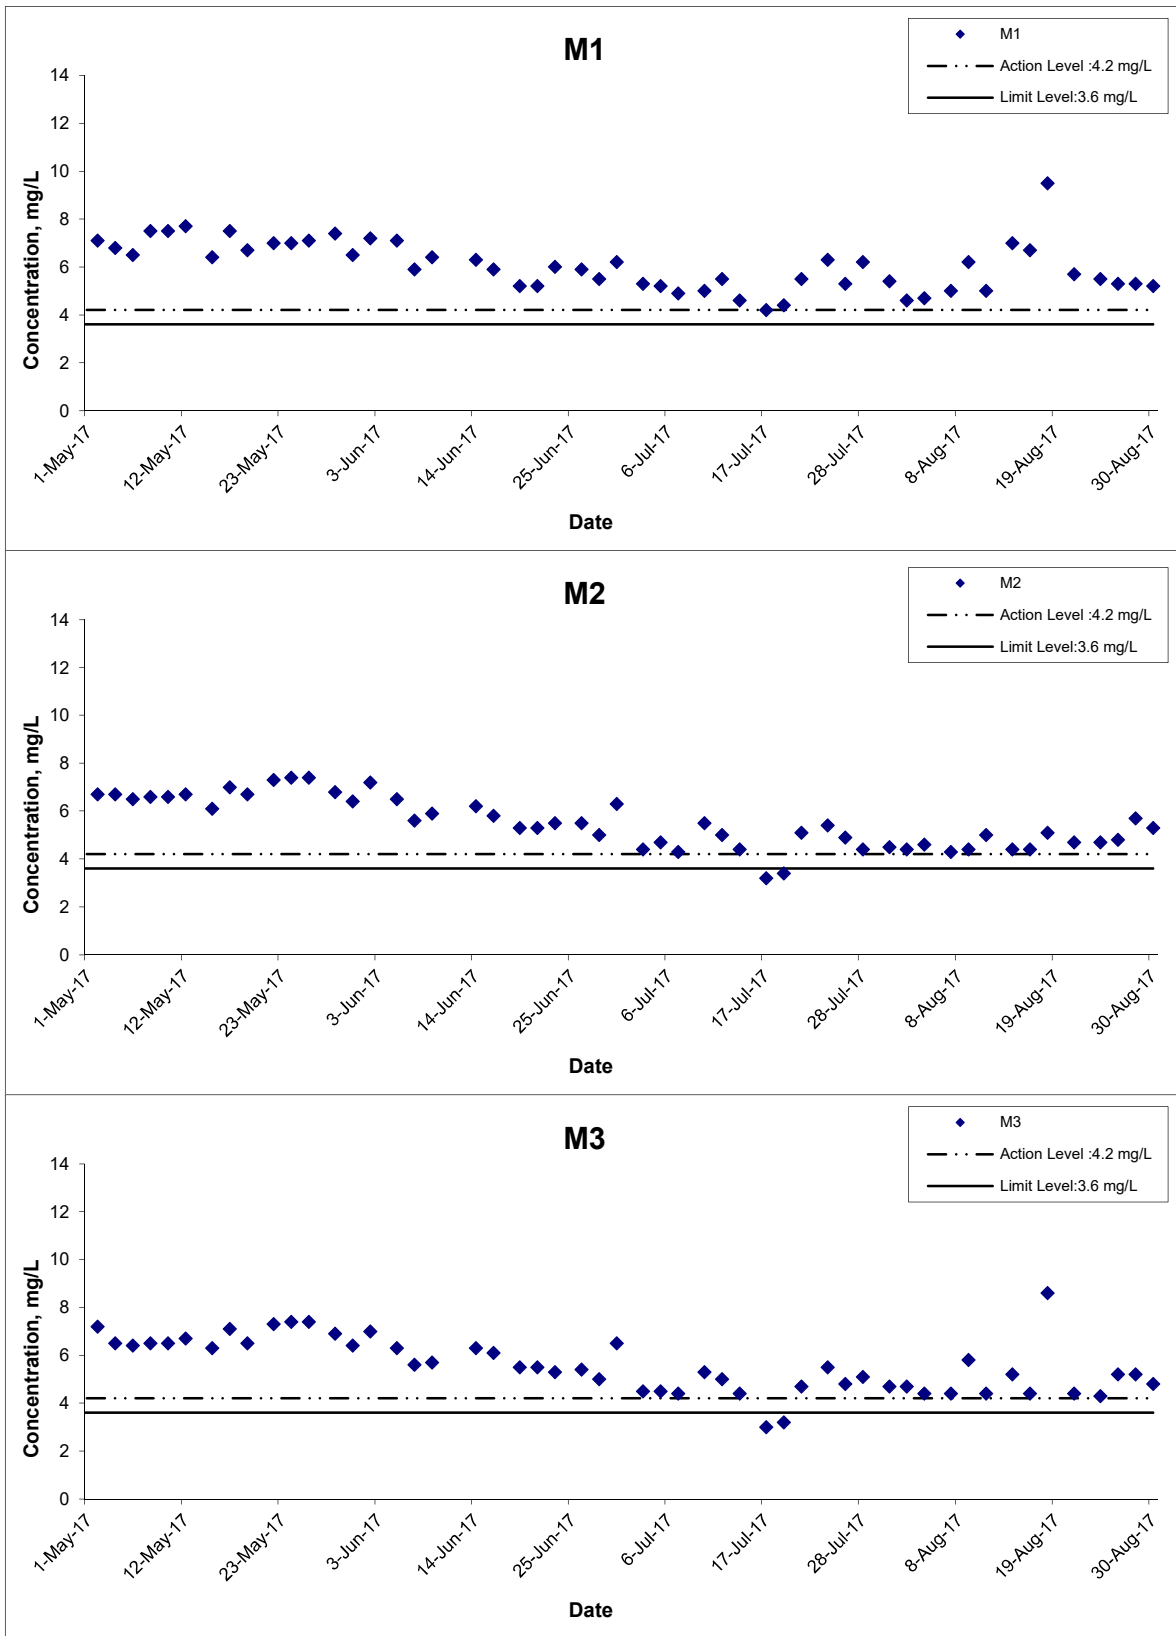 M1
M1
Action Level :4.2 mg/L
Limit Level:3.6 mg/L
Concentration, mg/L
14
12
10
8
6
4
2
0
1-May-17
12-May-17
23-May-17
3-Jun-17
14-Jun-17
25-Jun-17
6-Jul-17
17-Jul-17
28-Jul-17
8-Aug-17
19-Aug-17
30-Aug-17
Date
M2
M2
Action Level :4.2 mg/L
Limit Level:3.6 mg/L
Concentration, mg/L
14
12
10
8
6
4
2
0
1-May-17
12-May-17
23-May-17
3-Jun-17
14-Jun-17
25-Jun-17
6-Jul-17
17-Jul-17
28-Jul-17
8-Aug-17
19-Aug-17
30-Aug-17
Date
M3
M3
Action Level :4.2 mg/L
Limit Level:3.6 mg/L
Concentration, mg/L
14
12
10
8
6
4
2
0
1-May-17
12-May-17
23-May-17
3-Jun-17
14-Jun-17
25-Jun-17
6-Jul-17
17-Jul-17
28-Jul-17
8-Aug-17
19-Aug-17
30-Aug-17
Date